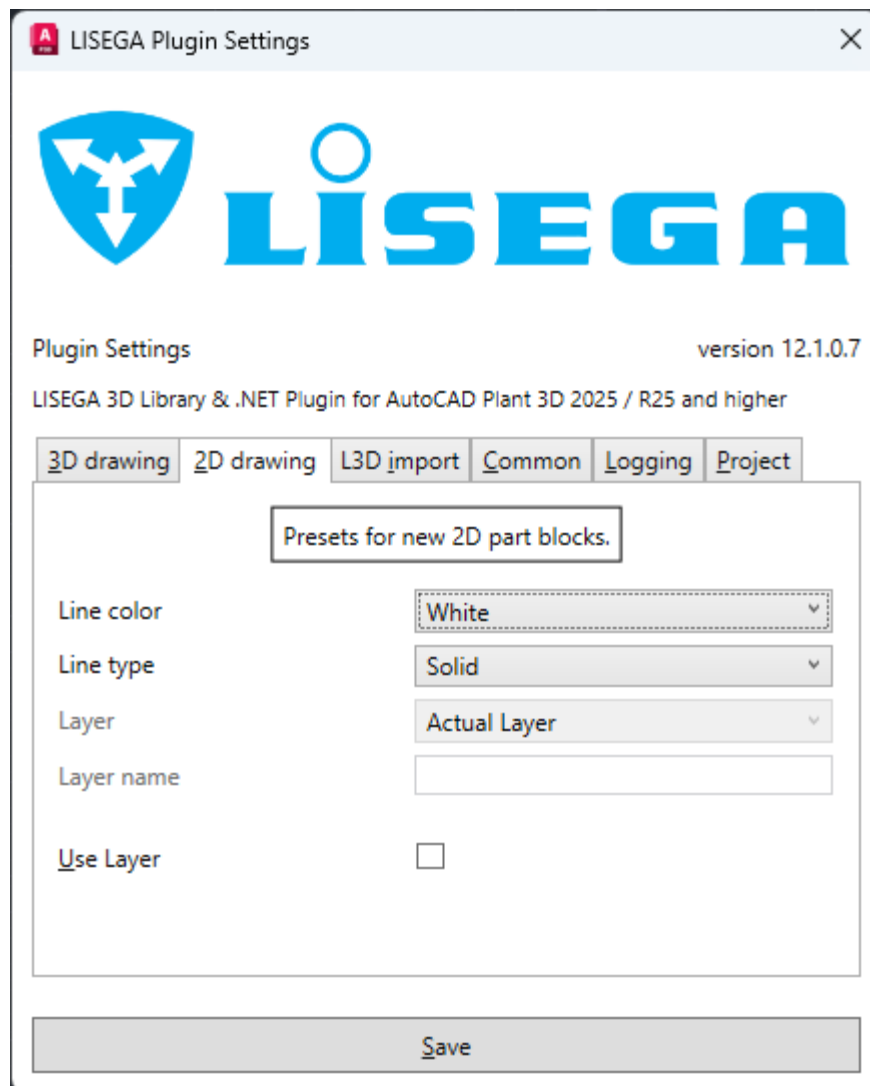 LISEGA Plugin Settings
LISEGA
Plugin Settings
version 12.1.0.7
LISEGA 3D Library & .NET Plugin for AutoCAD Plant 3D 2025 / R25 and higher
3D drawing 2D drawing L3D import Common Logging Project
Presets for new 2D part blocks.
Line color White
Line type Solid
Layer Actual Layer
Layer name
Use Layer
Save